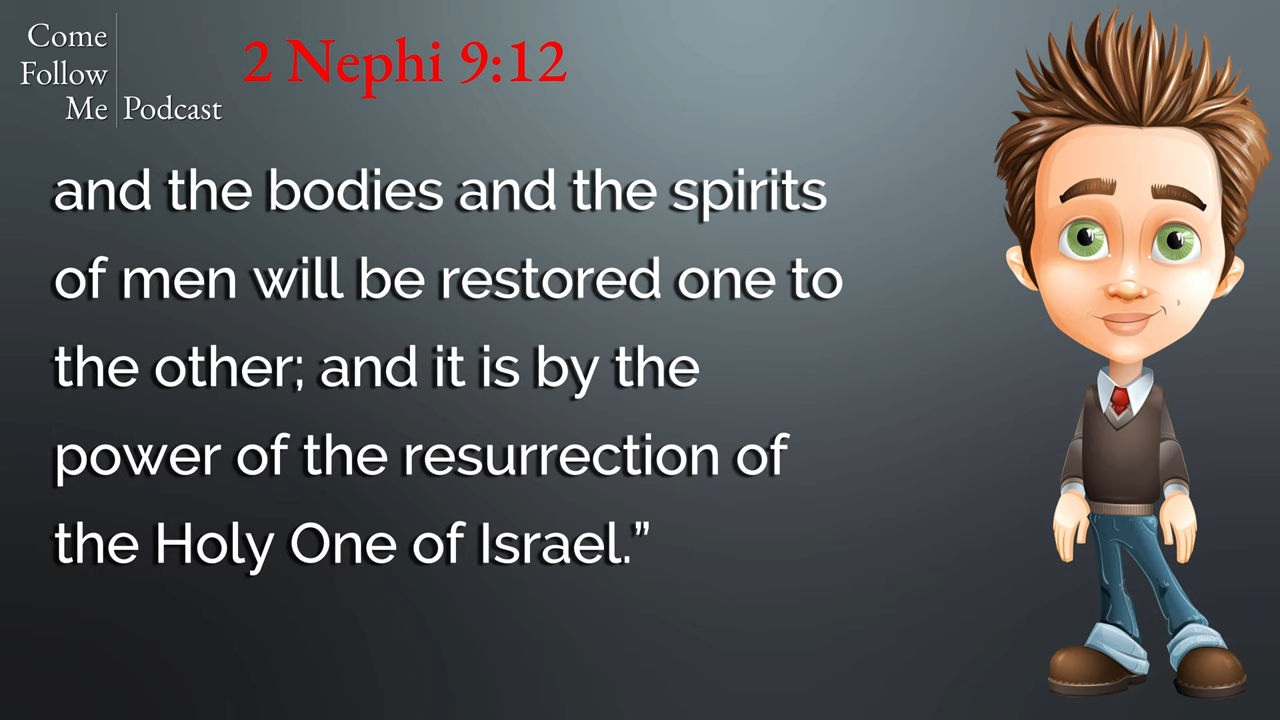 Come
Follow
Me Podcast
2 Nephi 9:12
and the bodies and the spirits
of men will be restored one to
the other; and it is by the
power of the resurrection of
the Holy One of Israel.”